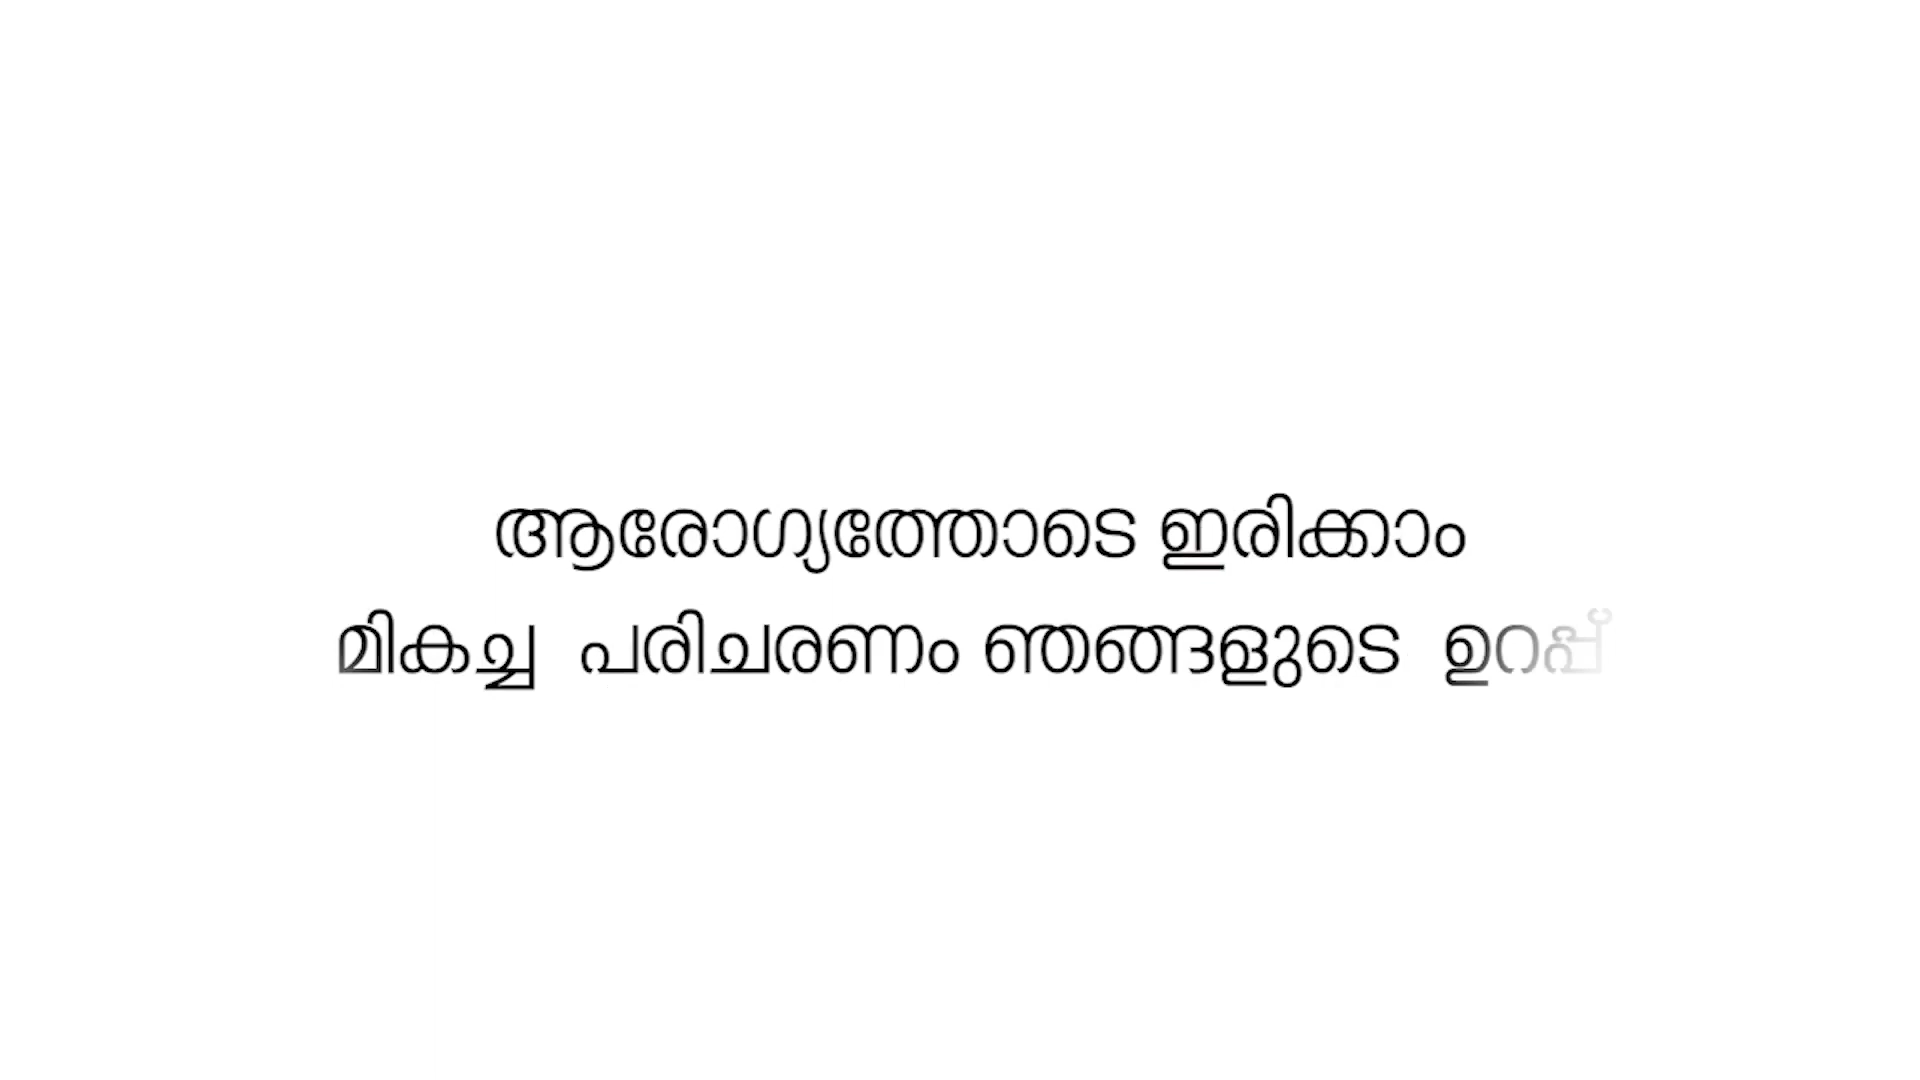 ആരോഗ്യത്തോടെ ഇരിക്കാം
മികച്ച പരിചരണം ഞങ്ങളുടെ ഉറപ്പ്